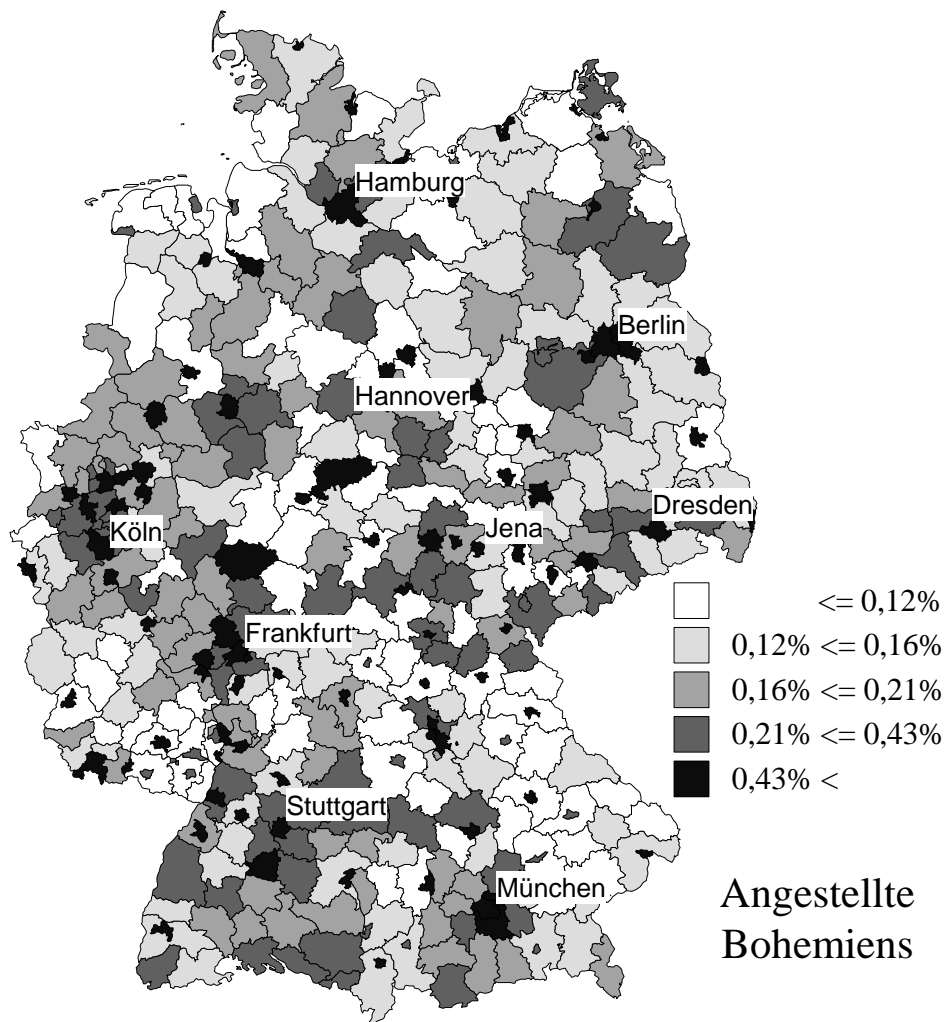 Hamburg
Berlin
Hannover
Dresden
Jena
Köln
Frankfurt
Stuttgart
München
<= 0,12%
0,12% <= 0,16%
0,16% <= 0,21%
0,21% <= 0,43%
0,43% <
Angestellte
Bohemiens